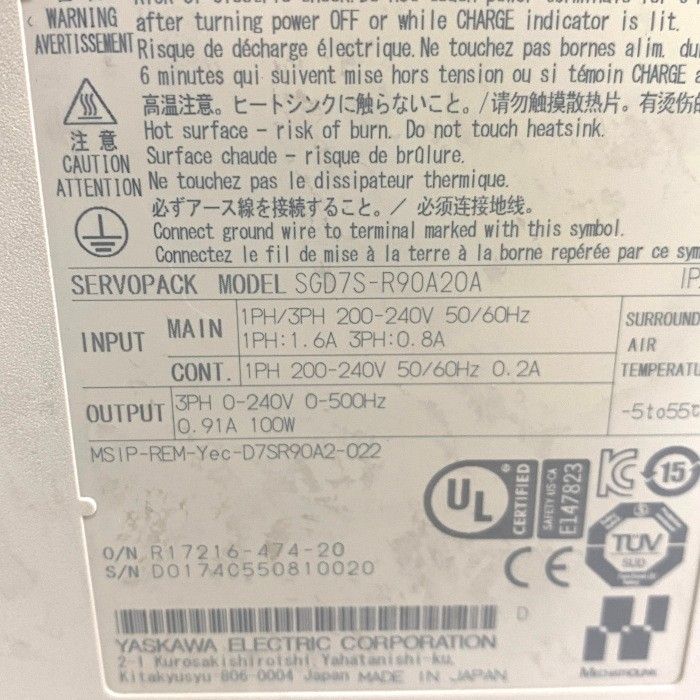 WARNING after turning power OFF or while CHARGE indicator is lit.
AVERTISSEMENT Risque de décharge électrique. Ne touchez pas bornes alim.
6 minutes qui suivent mise hors tension ou si témoin CHARGE
高温注意。ヒートシンクに触らないこと。/请勿触摸散热片。有烫伤
注意 Hot surface – risk of burn. Do not touch heatsink.
CAUTION Surface chaude – risque de brûlure.
ATTENTION Ne touchez pas le dissipateur thermique.
必ずアース線を接続すること。/ 必须连接地线。
Connect ground wire to terminal marked with this symbol.
Connectez le fil de mise à la terre à la borne repérée par ce
SERVOPACK MODEL SGD7S-R90A20A IP
INPUT MAIN 1PH/3PH 200-240V 50/60Hz
1PH:1.6A 3PH:0.8A
CONT. 1PH 200-240V 50/60Hz 0.2A
OUTPUT 3PH 0-240V 0-500Hz
0.91A 100W
SURROUND
AIR
-5to55
MSIP-REM-Yec-D7SR90A2-022
UL CERTIFIED SAFETY US-CA E147823
15
TÜV
SÜD
CE
O/N R17216-474-20
S/N D01740550810020
D
YASKAWA ELECTRIC CORPORATION
2-1 Kurosakishiroishi, Yahatanishi-ku,
Kitakyusyu 806-0004 Japan MADE IN JAPAN
MECHATROLINK